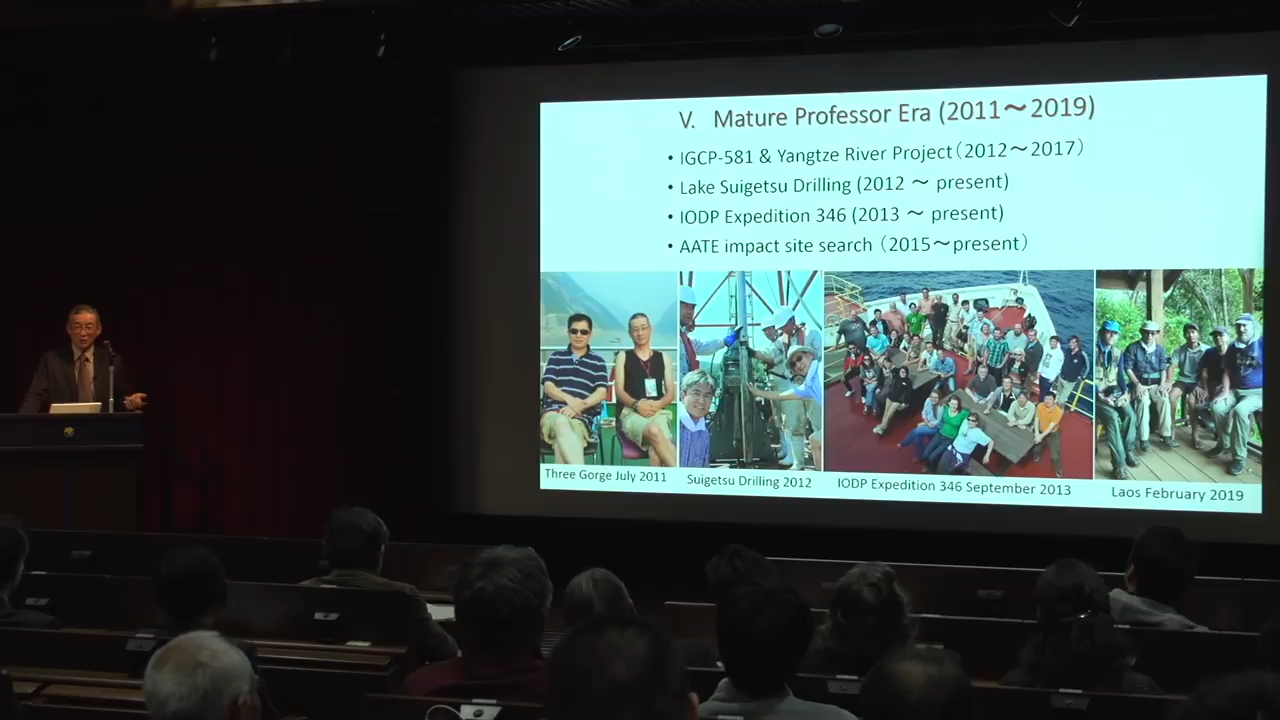 V. Mature Professor Era (2011～2019)
• IGCP-581 & Yangtze River Project（2012～2017）
• Lake Suigetsu Drilling (2012 ～ present)
• IODP Expedition 346 (2013 ～ present)
• AATE impact site search（2015～present）
Three Gorge July 2011
Suigetsu Drilling 2012
IODP Expedition 346 September 2013
Laos February 2019